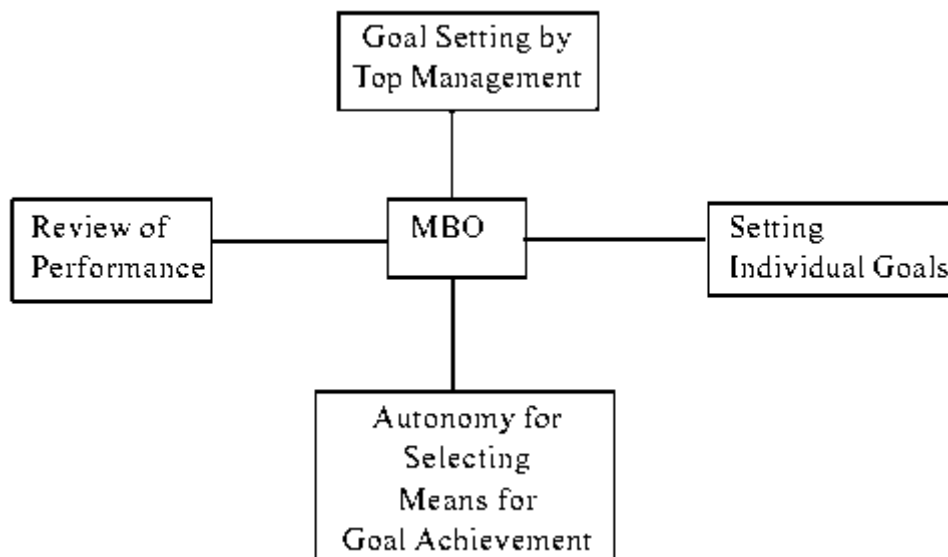 Goal Setting by
Top Management
Review of
Performance
MBO
Setting
Individual Goals
Autonomy for
Selecting
Means for
Goal Achievement